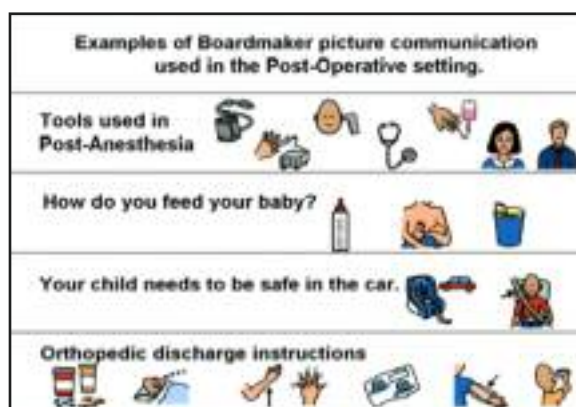 Examples of Boardmaker picture communication
used in the Post-Operative setting.
Tools used in
Post-Anesthesia
How do you feed your baby?
Your child needs to be safe in the car.
Orthopedic discharge instructions